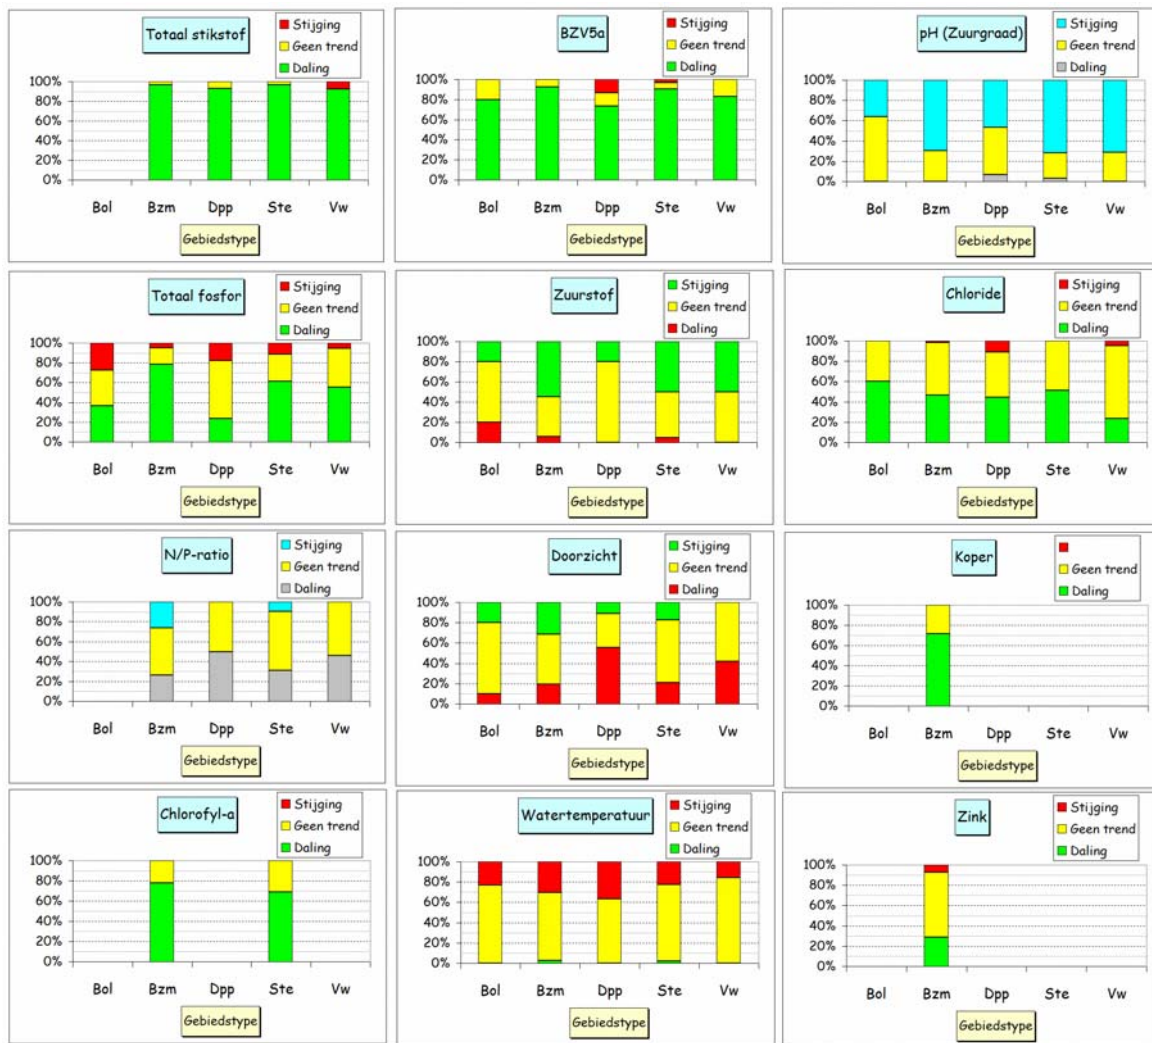 Totaal stikstof
Stijging
Geen trend
Daling
100%
80%
60%
40%
20%
0%
Bol Bzm Dpp Ste Vw
Gebiedstype
BZV5a
Stijging
Geen trend
Daling
100%
80%
60%
40%
20%
0%
Bol Bzm Dpp Ste Vw
Gebiedstype
pH (Zuurgraad)
Stijging
Geen trend
Daling
100%
80%
60%
40%
20%
0%
Bol Bzm Dpp Ste Vw
Gebiedstype
Totaal fosfor
Stijging
Geen trend
Daling
100%
80%
60%
40%
20%
0%
Bol Bzm Dpp Ste Vw
Gebiedstype
Zuurstof
Stijging
Geen trend
Daling
100%
80%
60%
40%
20%
0%
Bol Bzm Dpp Ste Vw
Gebiedstype
Chloride
Stijging
Geen trend
Daling
100%
80%
60%
40%
20%
0%
Bol Bzm Dpp Ste Vw
Gebiedstype
N/P-ratio
Stijging
Geen trend
Daling
100%
80%
60%
40%
20%
0%
Bol Bzm Dpp Ste Vw
Gebiedstype
Doorzicht
Stijging
Geen trend
Daling
100%
80%
60%
40%
20%
0%
Bol Bzm Dpp Ste Vw
Gebiedstype
Koper
Geen trend
Daling
100%
80%
60%
40%
20%
0%
Bol Bzm Dpp Ste Vw
Gebiedstype
Chlorofyl-a
Stijging
Geen trend
Daling
100%
80%
60%
40%
20%
0%
Bol Bzm Dpp Ste Vw
Gebiedstype
Watertemperatuur
Stijging
Geen trend
Daling
100%
80%
60%
40%
20%
0%
Bol Bzm Dpp Ste Vw
Gebiedstype
Zink
Stijging
Geen trend
Daling
100%
80%
60%
40%
20%
0%
Bol Bzm Dpp Ste Vw
Gebiedstype